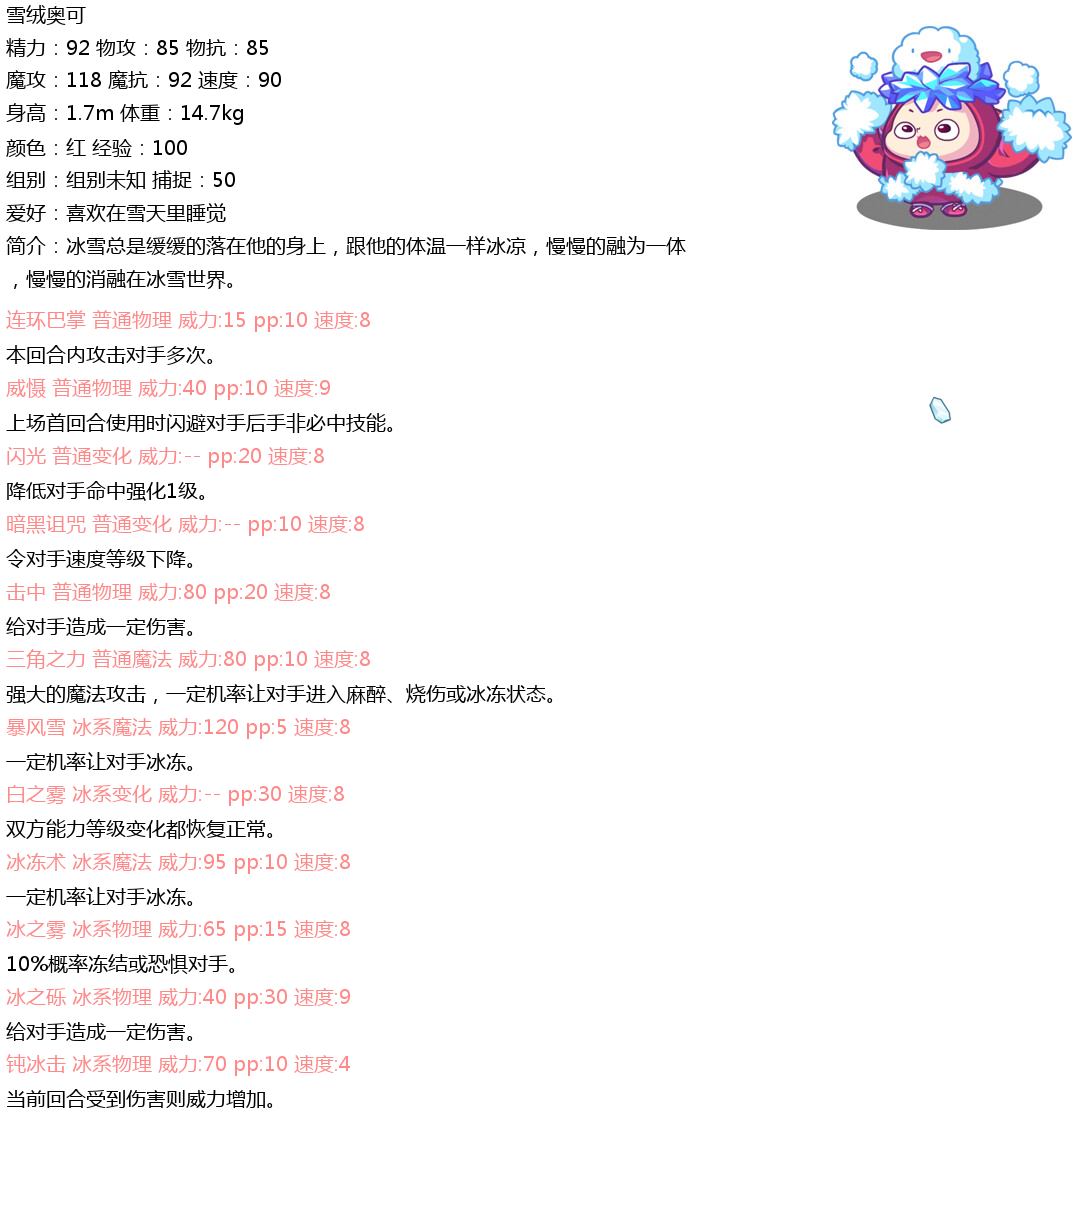 雪绒奥可
精力：92 物攻：85 物抗：85
魔攻：118 魔抗：92 速度：90
身高：1.7m 体重：14.7kg
颜色：红 经验：100
组别：组别未知 捕捉：50
爱好：喜欢在雪天里睡觉
简介：冰雪总是缓缓的落在他的身上，跟他的体温一样冰凉，慢慢的融为一体
，慢慢的消融在冰雪世界。
连环巴掌 普通物理 威力:15 pp:10 速度:8
本回合内攻击对手多次。
威慑 普通物理 威力:40 pp:10 速度:9
上场首回合使用时闪避对手后手非必中技能。
闪光 普通变化 威力:-- pp:20 速度:8
降低对手命中强化1级。
暗黑诅咒 普通变化 威力:-- pp:10 速度:8
令对手速度等级下降。
击中 普通物理 威力:80 pp:20 速度:8
给对手造成一定伤害。
三角之力 普通魔法 威力:80 pp:10 速度:8
强大的魔法攻击，一定机率让对手进入麻醉、烧伤或冰冻状态。
暴风雪 冰系魔法 威力:120 pp:5 速度:8
一定机率让对手冰冻。
白之雾 冰系变化 威力:-- pp:30 速度:8
双方能力等级变化都恢复正常。
冰冻术 冰系魔法 威力:95 pp:10 速度:8
一定机率让对手冰冻。
冰之雾 冰系物理 威力:65 pp:15 速度:8
10%概率冻结或恐惧对手。
冰之砾 冰系物理 威力:40 pp:30 速度:9
给对手造成一定伤害。
钝冰击 冰系物理 威力:70 pp:10 速度:4
当前回合受到伤害则威力增加。